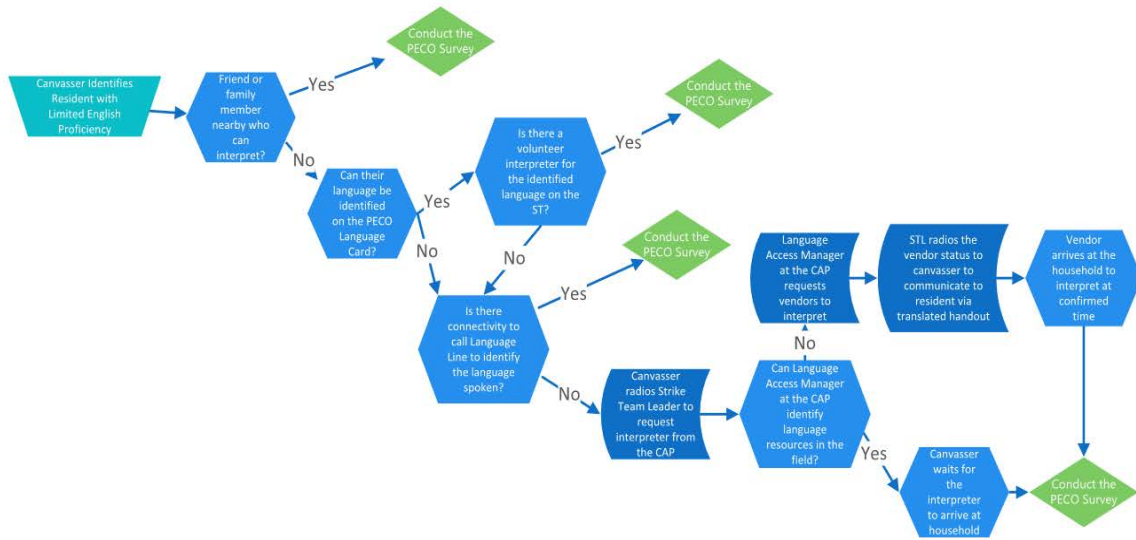 Canvasser Identifies
Resident with
Limited English
Proficiency
Friend or
family
member
nearby who
can
interpret?
Yes
Conduct the
PECO Survey
No
Can their
language be
identified
on the PECO
Language
Card?
Yes
Is there a
volunteer
interpreter for
the identified
language on the
ST?
Yes
Conduct the
PECO Survey
No
No
Is there
connectivity to
call Language
Line to identify
the language
spoken?
Yes
Conduct the
PECO Survey
No
Canvasser
radios Strike
Team Leader to
request
interpreter from
the CAP
Can Language
Access Manager
at the CAP
identify
language
resources in the
field?
No
Language
Access Manager
at the CAP
requests
vendors to
interpret
STL radios the
vendor status to
canvasser to
communicate to
resident via
translated handout
Vendor
arrives at the
household to
interpret at
confirmed
time
Yes
Canvasser
waits for
the
interpreter
to arrive at
household
Conduct the
PECO Survey